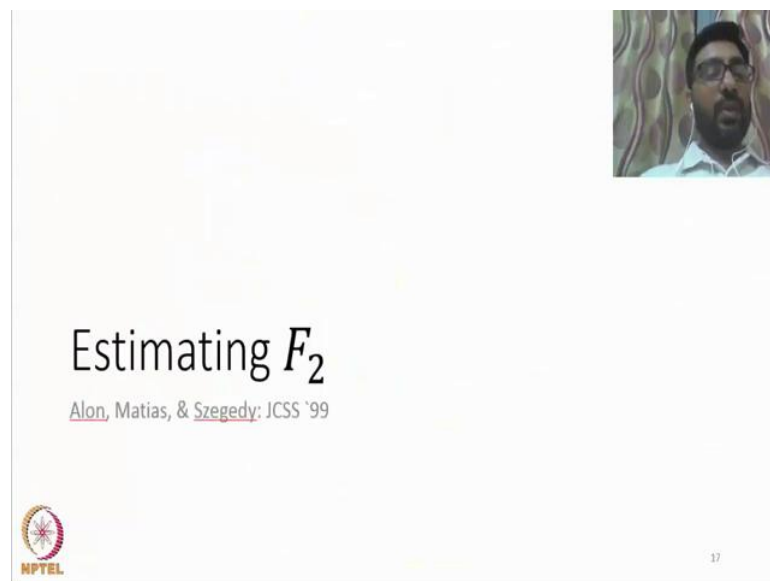 Estimating F₂
Alon, Matias, & Szegedy: JCSS `99
NPTEL
17